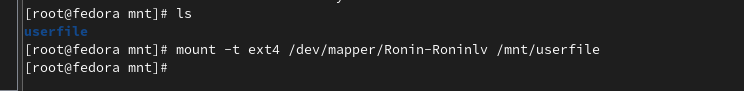 [root@fedora mnt]# ls
userfile
[root@fedora mnt]# mount -t ext4 /dev/mapper/Ronin-Roninlv /mnt/userfile
[root@fedora mnt]#